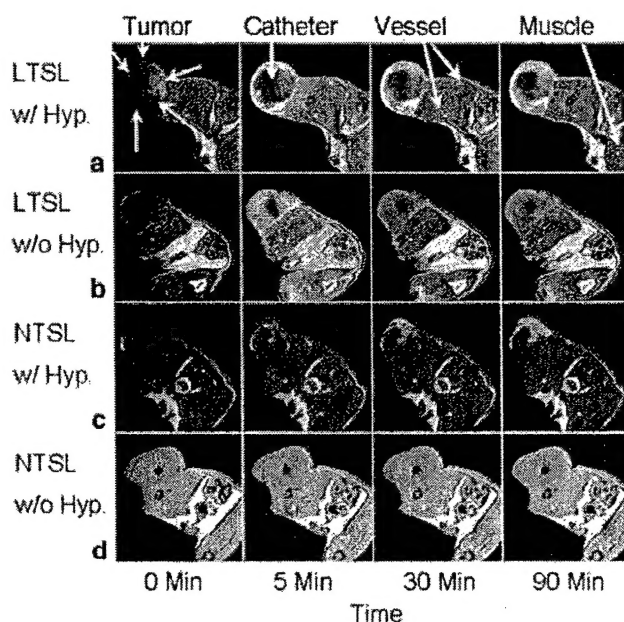 Tumor Catheter Vessel Muscle
LTSL
w/ Hyp.
a
LTSL
w/o Hyp.
b
NTSL
w/ Hyp.
c
NTSL
w/o Hyp.
d
0 Min 5 Min 30 Min 90 Min
Time